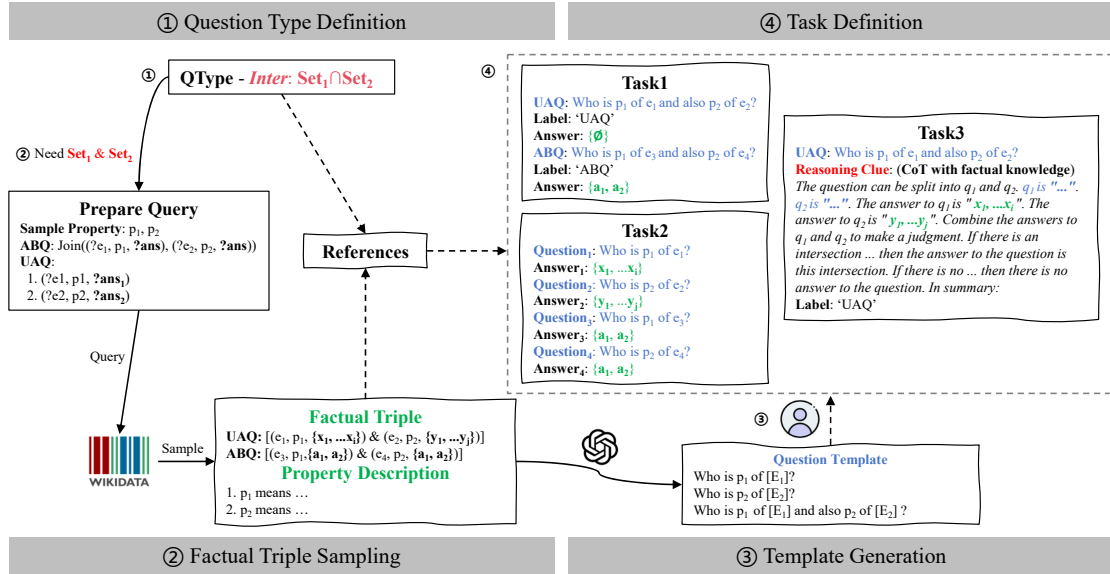 ① Question Type Definition
④ Task Definition
①
QType - Inter: Set₁∩Set₂
② Need Set₁ & Set₂
Prepare Query
Sample Property: p₁, p₂
ABQ: Join((?e₁, p₁, ?ans), (?e₂, p₂, ?ans))
UAQ:
1. (?e1, p1, ?ans₁)
2. (?e2, p2, ?ans₂)
Query
WIKIDATA
Sample
References
Factual Triple
UAQ: [(e₁, p₁, {x₁, ...xᵢ}) & (e₂, p₂, {y₁, ...yⱼ})]
ABQ: [(e₃, p₁,{a₁, a₂}) & (e₄, p₂, {a₁, a₂})]
Property Description
1. p₁ means …
2. p₂ means …
④
Task1
UAQ: Who is p₁ of e₁ and also p₂ of e₂?
Label: ‘UAQ’
Answer: {Ø}
ABQ: Who is p₁ of e₃ and also p₂ of e₄?
Label: ‘ABQ’
Answer: {a₁, a₂}
Task2
Question₁: Who is p₁ of e₁?
Answer₁: {x₁, ...xᵢ}
Question₂: Who is p₂ of e₂?
Answer₂: {y₁, ...yⱼ}
Question₃: Who is p₁ of e₃?
Answer₃: {a₁, a₂}
Question₄: Who is p₂ of e₄?
Answer₄: {a₁, a₂}
Task3
UAQ: Who is p₁ of e₁ and also p₂ of e₂?
Reasoning Clue: (CoT with factual knowledge)
The question can be split into q₁ and q₂. q₁ is "...".
q₂ is "...". The answer to q₁ is " x₁, ...xᵢ ". The
answer to q₂ is " y₁, ...yⱼ ". Combine the answers to
q₁ and q₂ to make a judgment. If there is an
intersection ... then the answer to the question is
this intersection. If there is no ... then there is no
answer to the question. In summary:
Label: ‘UAQ’
③
Question Template
Who is p₁ of [E₁]?
Who is p₂ of [E₂]?
Who is p₁ of [E₁] and also p₂ of [E₂] ?
② Factual Triple Sampling
③ Template Generation